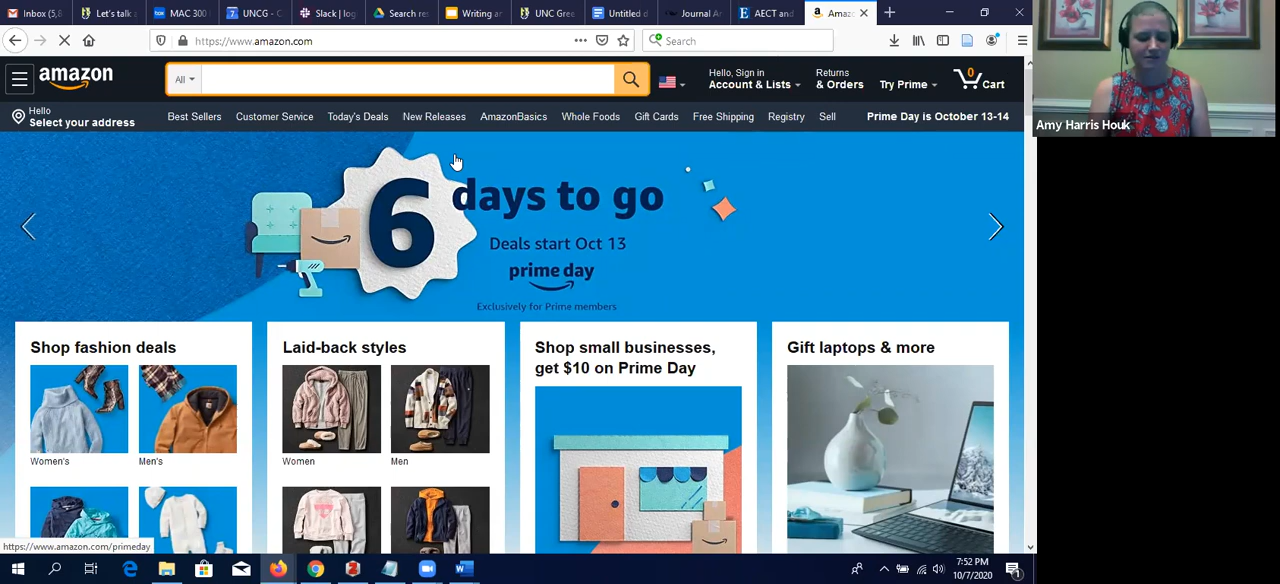 Inbox (5,8
Let's talk a
MAC 300
UNCG - C
Slack | log
Search res
Writing ar
UNC Gree
Untitled d
Journal Ar
AECT and
Amaz
https://www.amazon.com
Search
amazon
All
Hello, Sign in
Account & Lists
Returns
& Orders
Try Prime
0
Cart
Hello
Select your address
Best Sellers
Customer Service
Today's Deals
New Releases
AmazonBasics
Whole Foods
Gift Cards
Free Shipping
Registry
Sell
Prime Day is October 13-14
6 days to go
Deals start Oct 13
prime day
Exclusively for Prime members
Shop fashion deals
Women's
Men's
Laid-back styles
Women
Men
Shop small businesses,
get $10 on Prime Day
Gift laptops & more
https://www.amazon.com/primeday
7:52 PM
10/7/2020
Amy Harris Houk